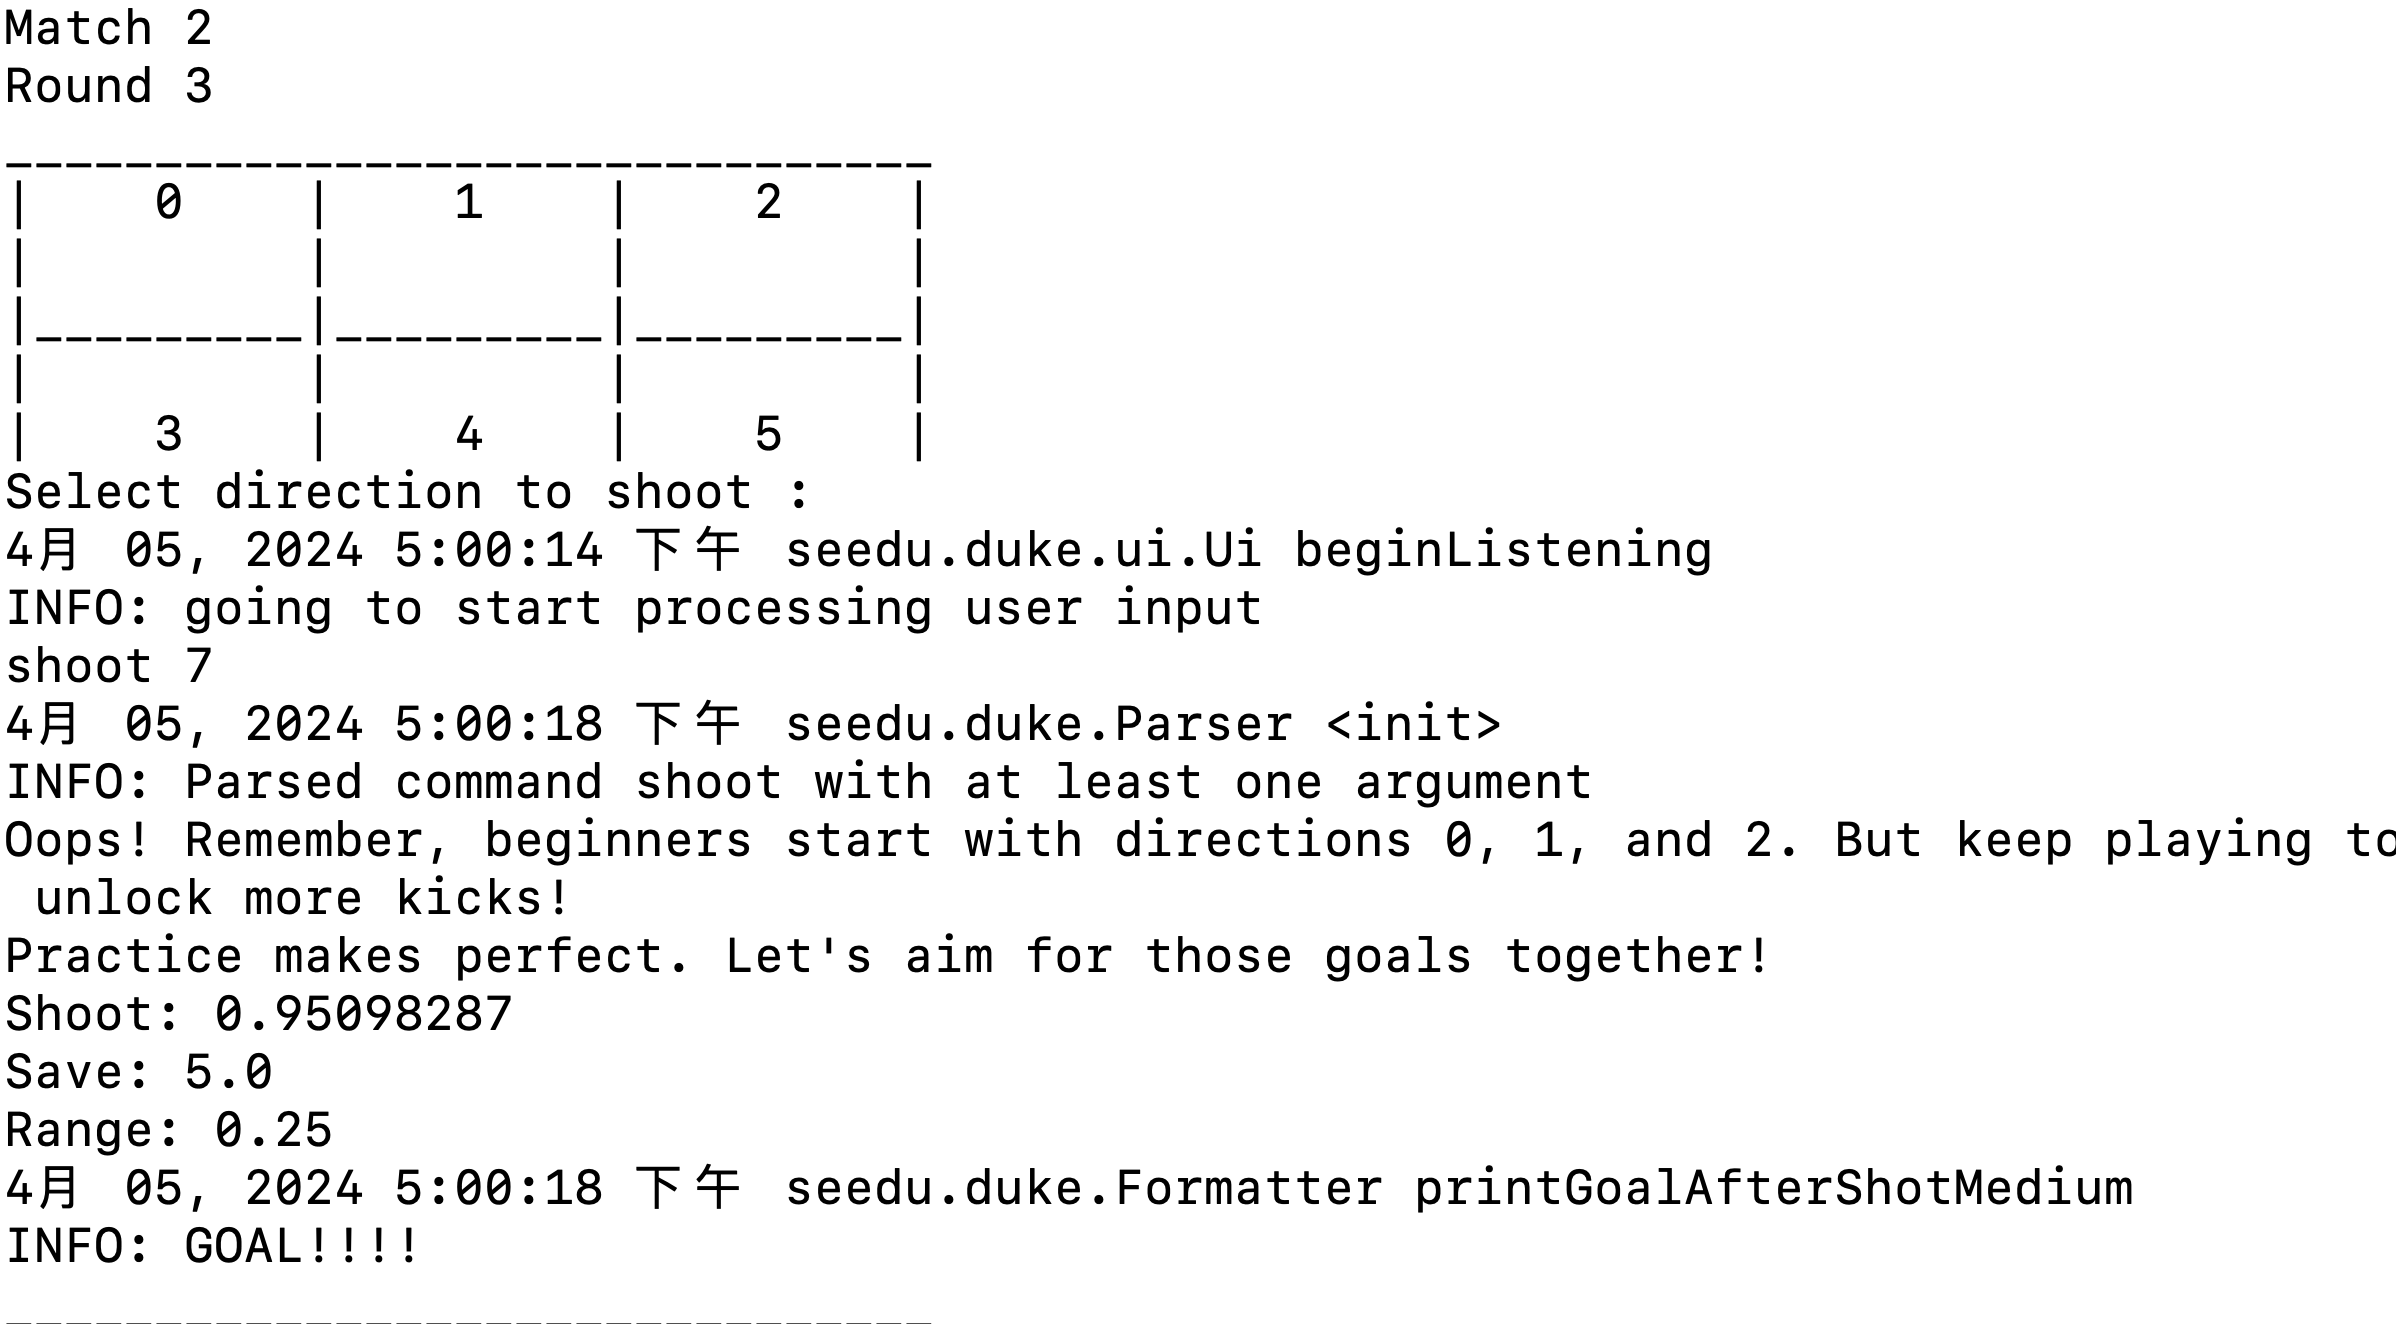 Match 2
Round 3
_______________________________
|    0    |    1    |    2    |
|         |         |         |
|_________|_________|_________|
|         |         |         |
|    3    |    4    |    5    |
Select direction to shoot :
4月 05, 2024 5:00:14 下午 seedu.duke.ui.Ui beginListening
INFO: going to start processing user input
shoot 7
4月 05, 2024 5:00:18 下午 seedu.duke.Parser <init>
INFO: Parsed command shoot with at least one argument
Oops! Remember, beginners start with directions 0, 1, and 2. But keep playing to
 unlock more kicks!
Practice makes perfect. Let's aim for those goals together!
Shoot: 0.95098287
Save: 5.0
Range: 0.25
4月 05, 2024 5:00:18 下午 seedu.duke.Formatter printGoalAfterShotMedium
INFO: GOAL!!!!
_______________________________